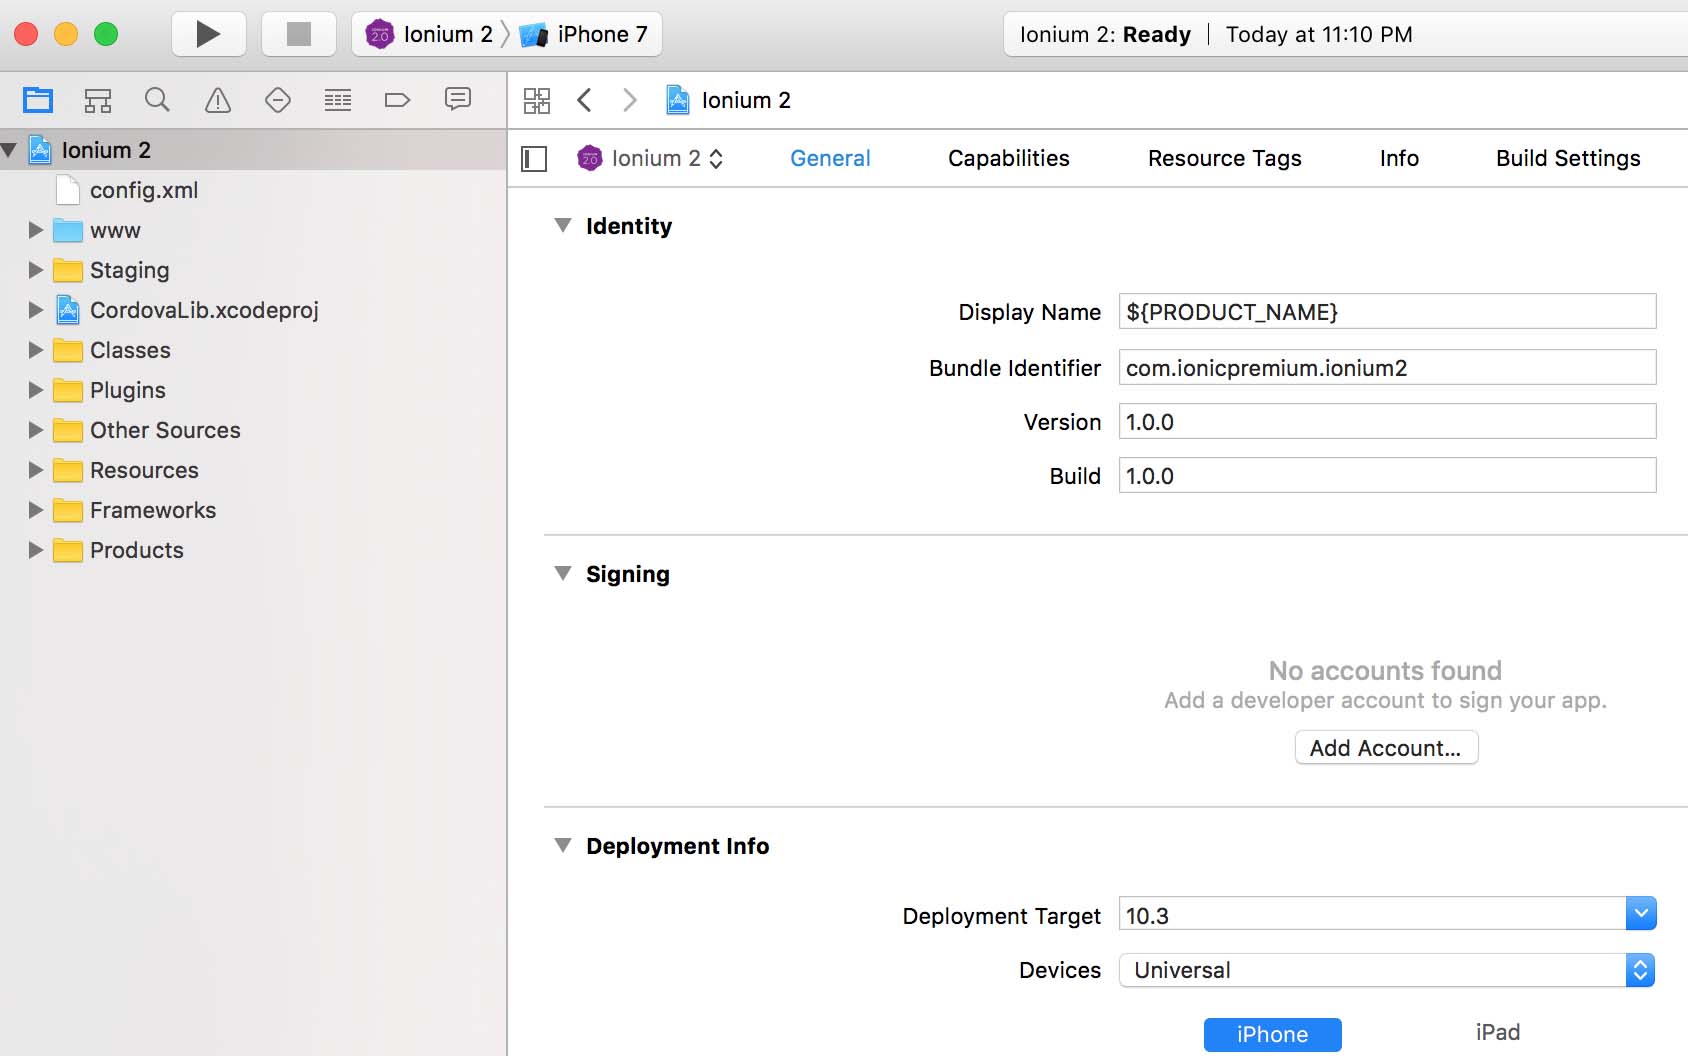 Ionium 2 iPhone 7
Ionium 2: Ready Today at 11:10 PM
Ionium 2
Ionium 2
config.xml
www
Staging
CordovaLib.xcodeproj
Classes
Plugins
Other Sources
Resources
Frameworks
Products
Ionium 2 General Capabilities Resource Tags Info Build Settings
Identity
Display Name ${PRODUCT_NAME}
Bundle Identifier com.ionicpremium.ionium2
Version 1.0.0
Build 1.0.0
Signing
No accounts found
Add a developer account to sign your app.
Add Account...
Deployment Info
Deployment Target 10.3
Devices Universal
iPhone iPad